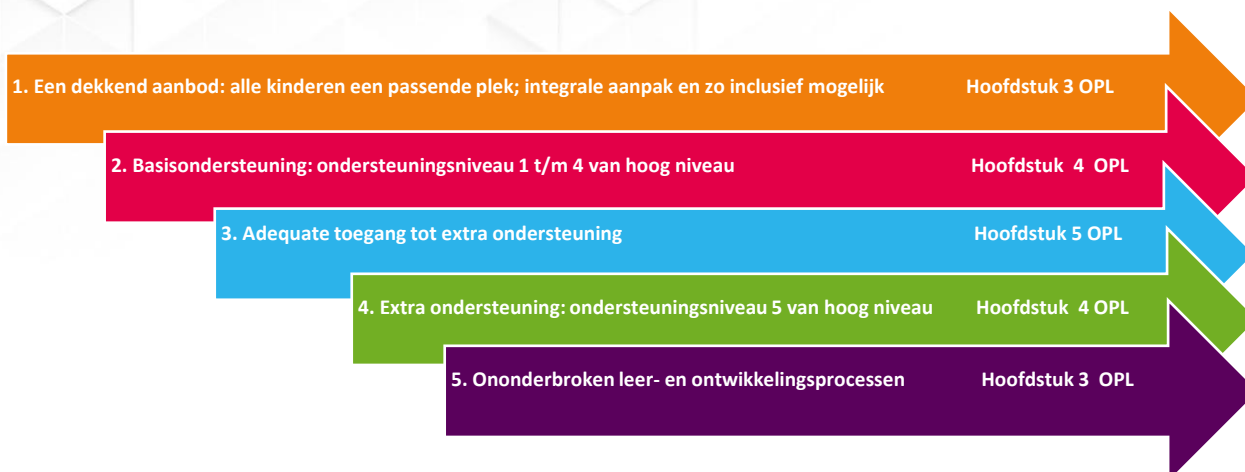 1. Een dekkend aanbod: alle kinderen een passende plek; integrale aanpak en zo inclusief mogelijk Hoofdstuk 3 OPL
2. Basisondersteuning: ondersteuningsniveau 1 t/m 4 van hoog niveau Hoofdstuk 4 OPL
3. Adequate toegang tot extra ondersteuning Hoofdstuk 5 OPL
4. Extra ondersteuning: ondersteuningsniveau 5 van hoog niveau Hoofdstuk 4 OPL
5. Ononderbroken leer- en ontwikkelingsprocessen Hoofdstuk 3 OPL